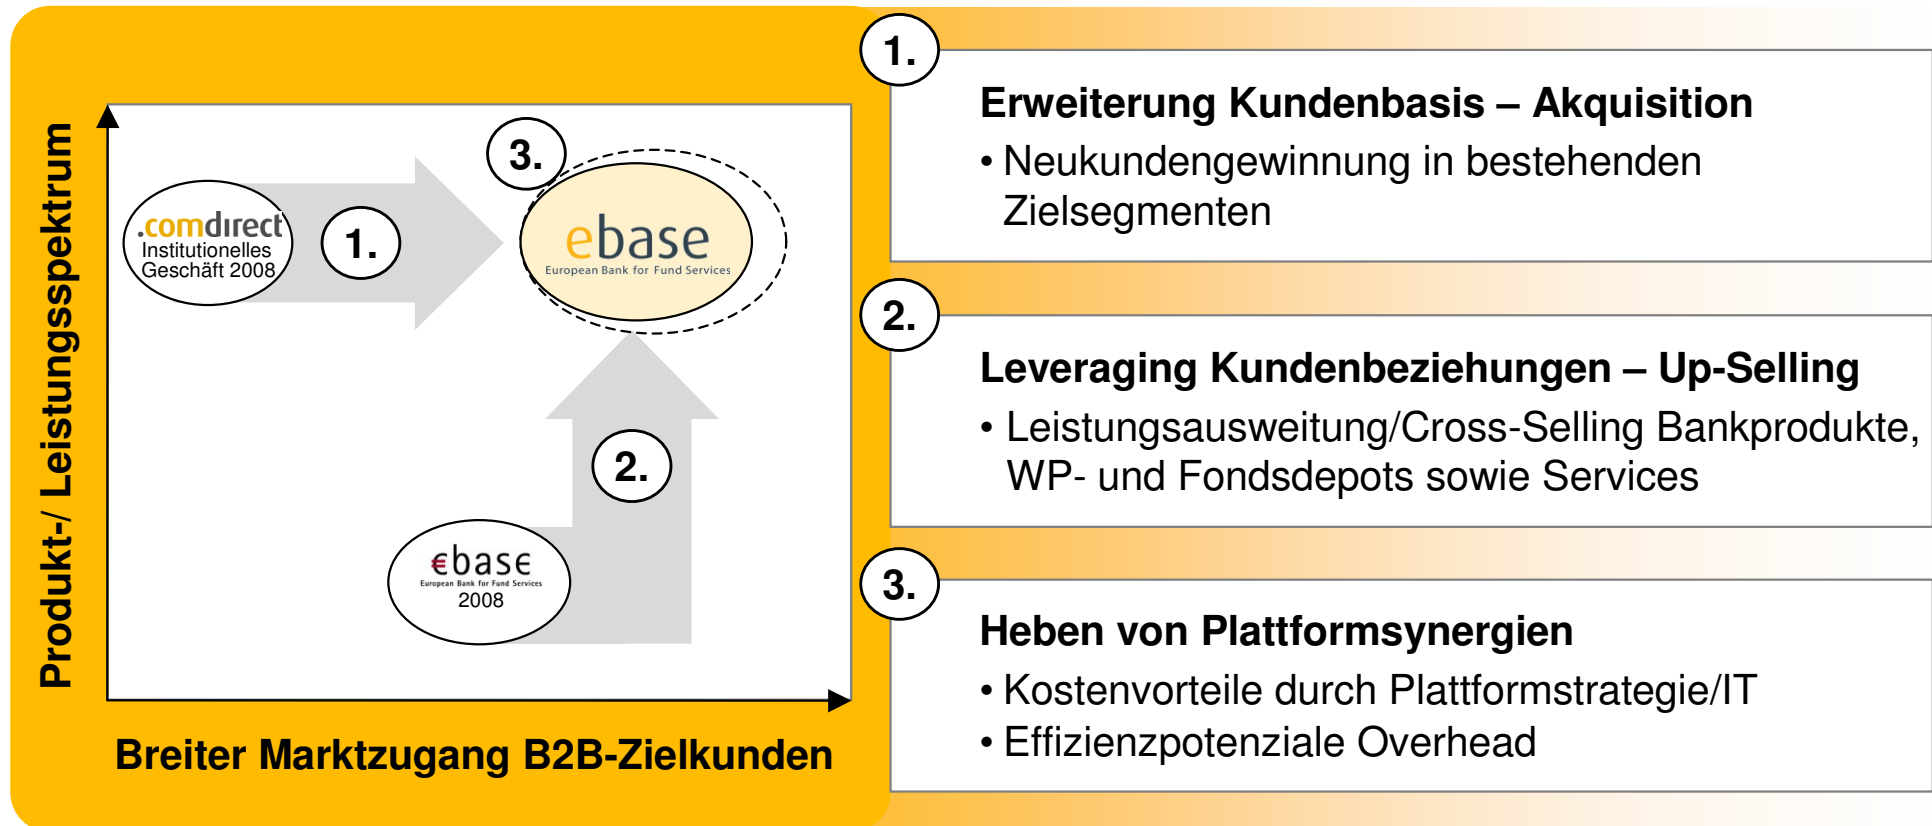 Produkt-/ Leistungsspektrum
.comdirect
Institutionelles
Geschäft 2008
1.
3.
ebase
European Bank for Fund Services
2.
€base
European Bank for Fund Services
2008
Breiter Marktzugang B2B-Zielkunden
1.
Erweiterung Kundenbasis – Akquisition
• Neukundengewinnung in bestehenden
Zielsegmenten
2.
Leveraging Kundenbeziehungen – Up-Selling
• Leistungsausweitung/Cross-Selling Bankprodukte,
WP- und Fondsdepots sowie Services
3.
Heben von Plattformsynergien
• Kostenvorteile durch Plattformstrategie/IT
• Effizienzpotenziale Overhead